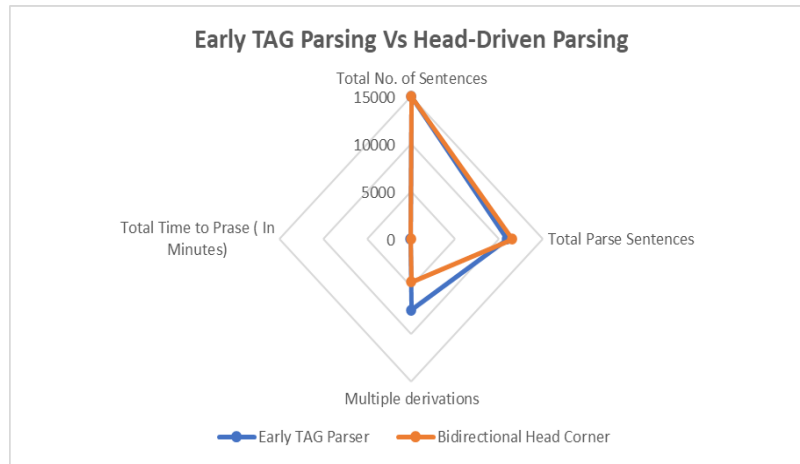 Early TAG Parsing Vs Head-Driven Parsing
Total No. of Sentences
15000
10000
5000
0
Total Time to Prase ( In
Minutes)
Total Parse Sentences
Multiple derivations
Early TAG Parser
Bidirectional Head Corner